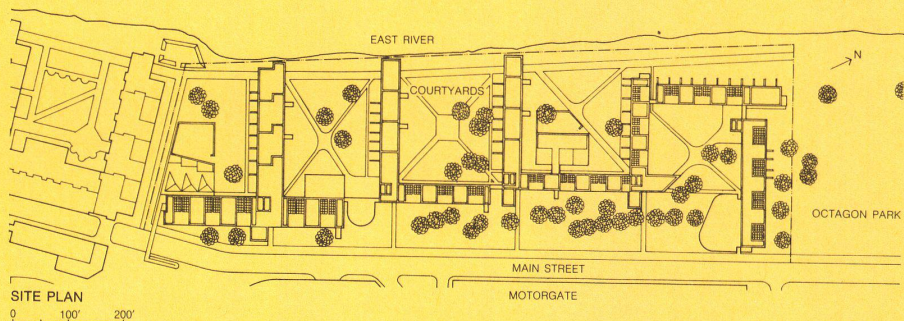 EAST RIVER
N
COURTYARDS
OCTAGON PARK
MAIN STREET
MOTORGATE
SITE PLAN
0 100' 200'